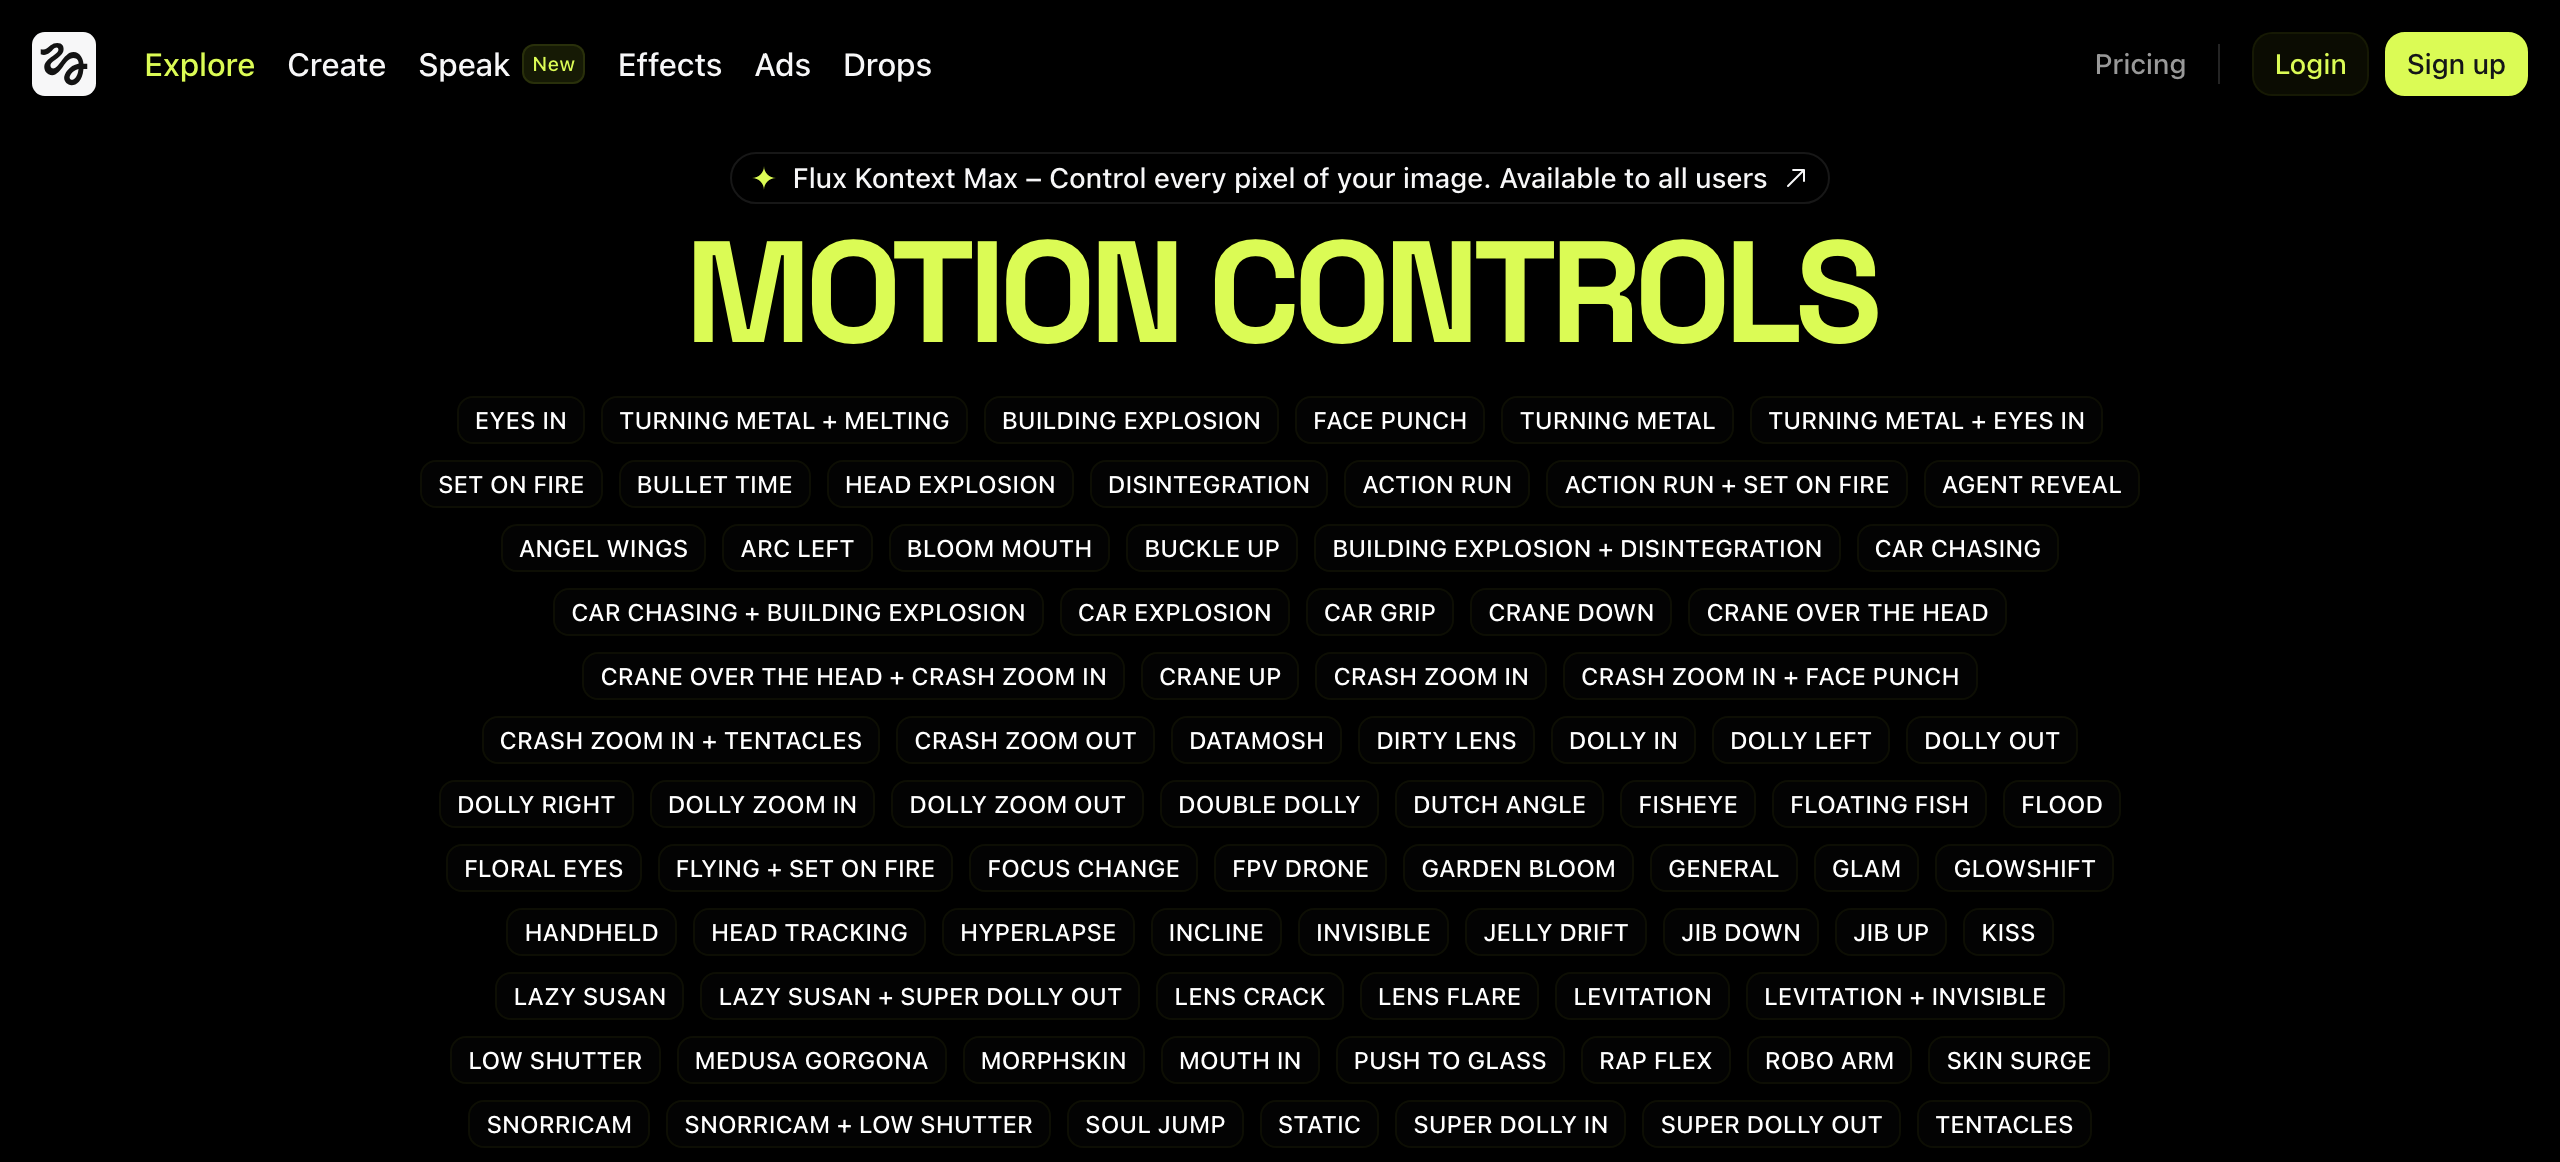 Explore Create Speak New Effects Ads Drops Pricing Login Sign up
Flux Kontext Max – Control every pixel of your image. Available to all users
MOTION CONTROLS
EYES IN TURNING METAL + MELTING BUILDING EXPLOSION FACE PUNCH TURNING METAL TURNING METAL + EYES IN
SET ON FIRE BULLET TIME HEAD EXPLOSION DISINTEGRATION ACTION RUN ACTION RUN + SET ON FIRE AGENT REVEAL
ANGEL WINGS ARC LEFT BLOOM MOUTH BUCKLE UP BUILDING EXPLOSION + DISINTEGRATION CAR CHASING
CAR CHASING + BUILDING EXPLOSION CAR EXPLOSION CAR GRIP CRANE DOWN CRANE OVER THE HEAD
CRANE OVER THE HEAD + CRASH ZOOM IN CRANE UP CRASH ZOOM IN CRASH ZOOM IN + FACE PUNCH
CRASH ZOOM IN + TENTACLES CRASH ZOOM OUT DATAMOSH DIRTY LENS DOLLY IN DOLLY LEFT DOLLY OUT
DOLLY RIGHT DOLLY ZOOM IN DOLLY ZOOM OUT DOUBLE DOLLY DUTCH ANGLE FISHEYE FLOATING FISH FLOOD
FLORAL EYES FLYING + SET ON FIRE FOCUS CHANGE FPV DRONE GARDEN BLOOM GENERAL GLAM GLOWSHIFT
HANDHELD HEAD TRACKING HYPERLAPSE INCLINE INVISIBLE JELLY DRIFT JIB DOWN JIB UP KISS
LAZY SUSAN LAZY SUSAN + SUPER DOLLY OUT LENS CRACK LENS FLARE LEVITATION LEVITATION + INVISIBLE
LOW SHUTTER MEDUSA GORGONA MORPHSKIN MOUTH IN PUSH TO GLASS RAP FLEX ROBO ARM SKIN SURGE
SNORRICAM SNORRICAM + LOW SHUTTER SOUL JUMP STATIC SUPER DOLLY IN SUPER DOLLY OUT TENTACLES